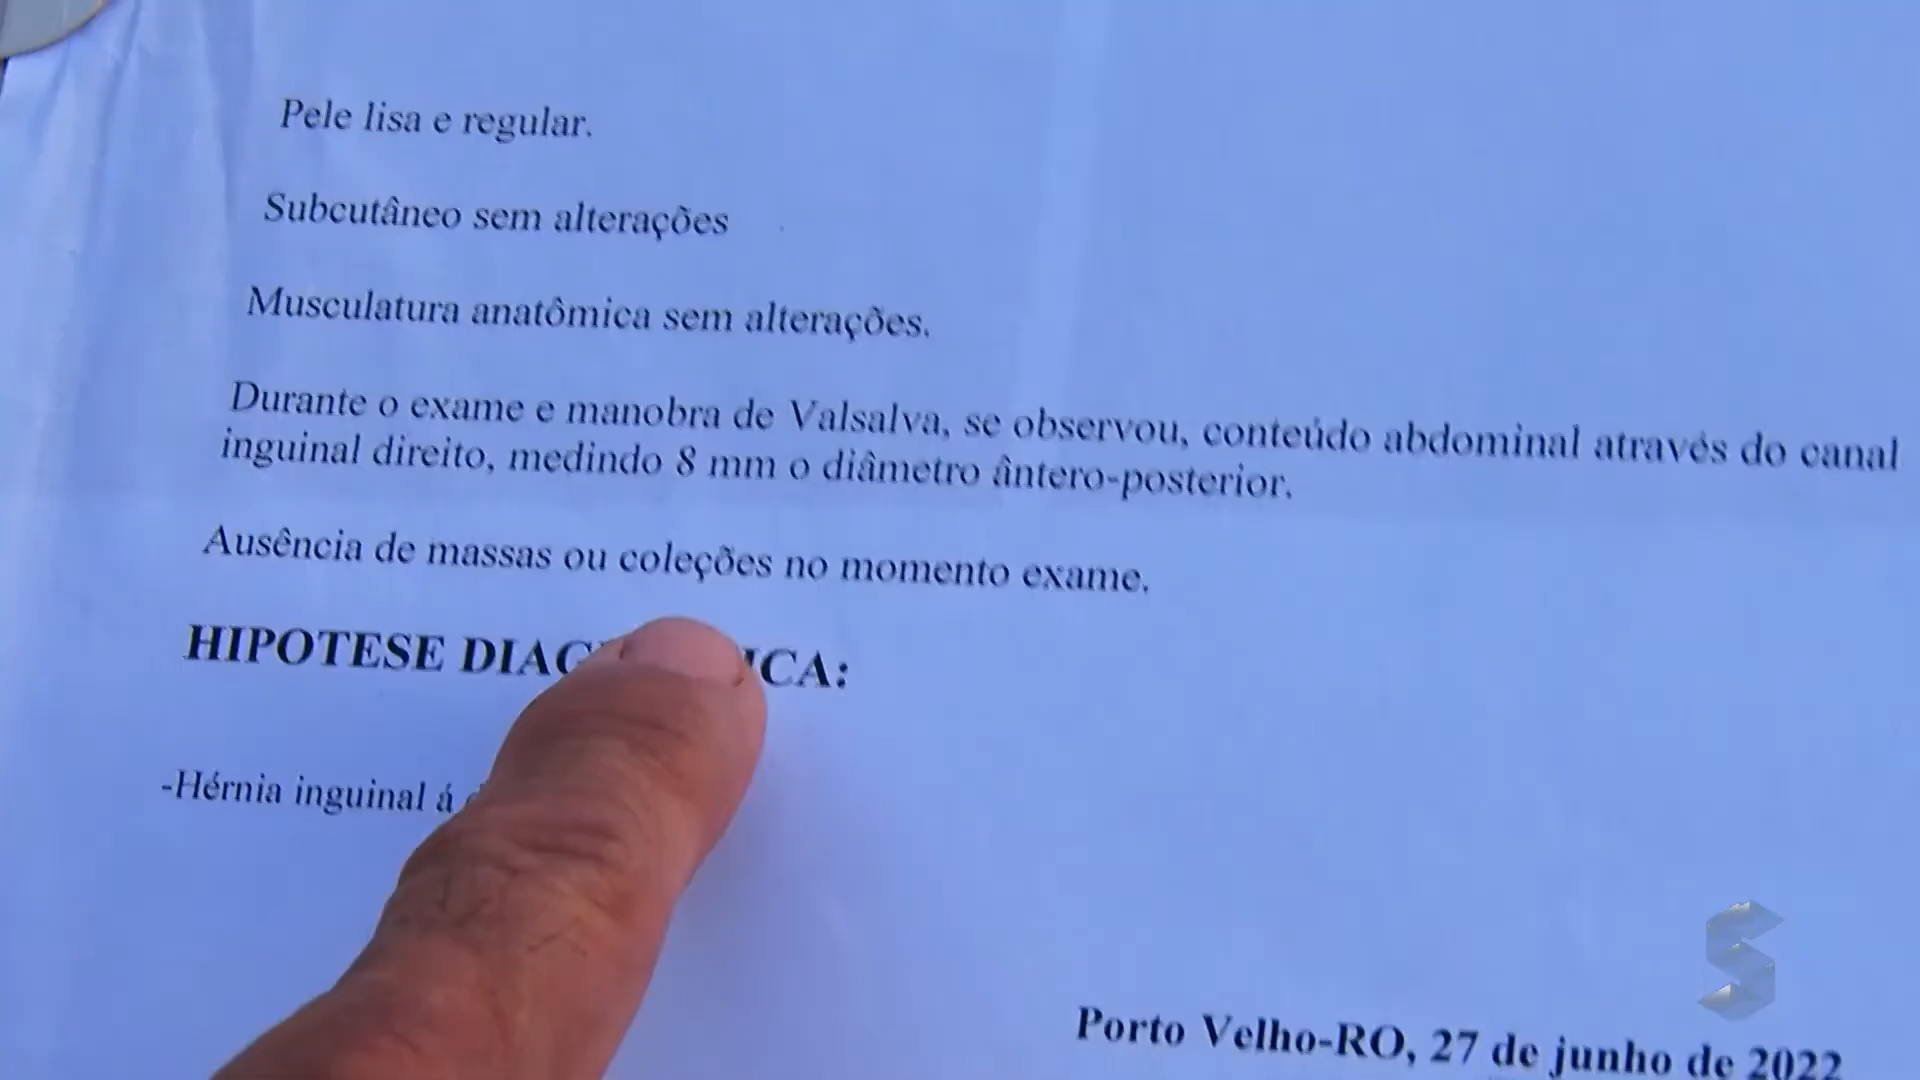 Pele lisa e regular.
Subcutâneo sem alterações
Musculatura anatômica sem alterações.
Durante o exame e manobra de Valsalva, se observou, conteúdo abdominal através do canal
inguinal direito, medindo 8 mm o diâmetro ântero-posterior.
Ausência de massas ou coleções no momento exame.
HIPOTESE
-Hérnia inguinal á
Porto Velho-RO, 27 de junho de 2022